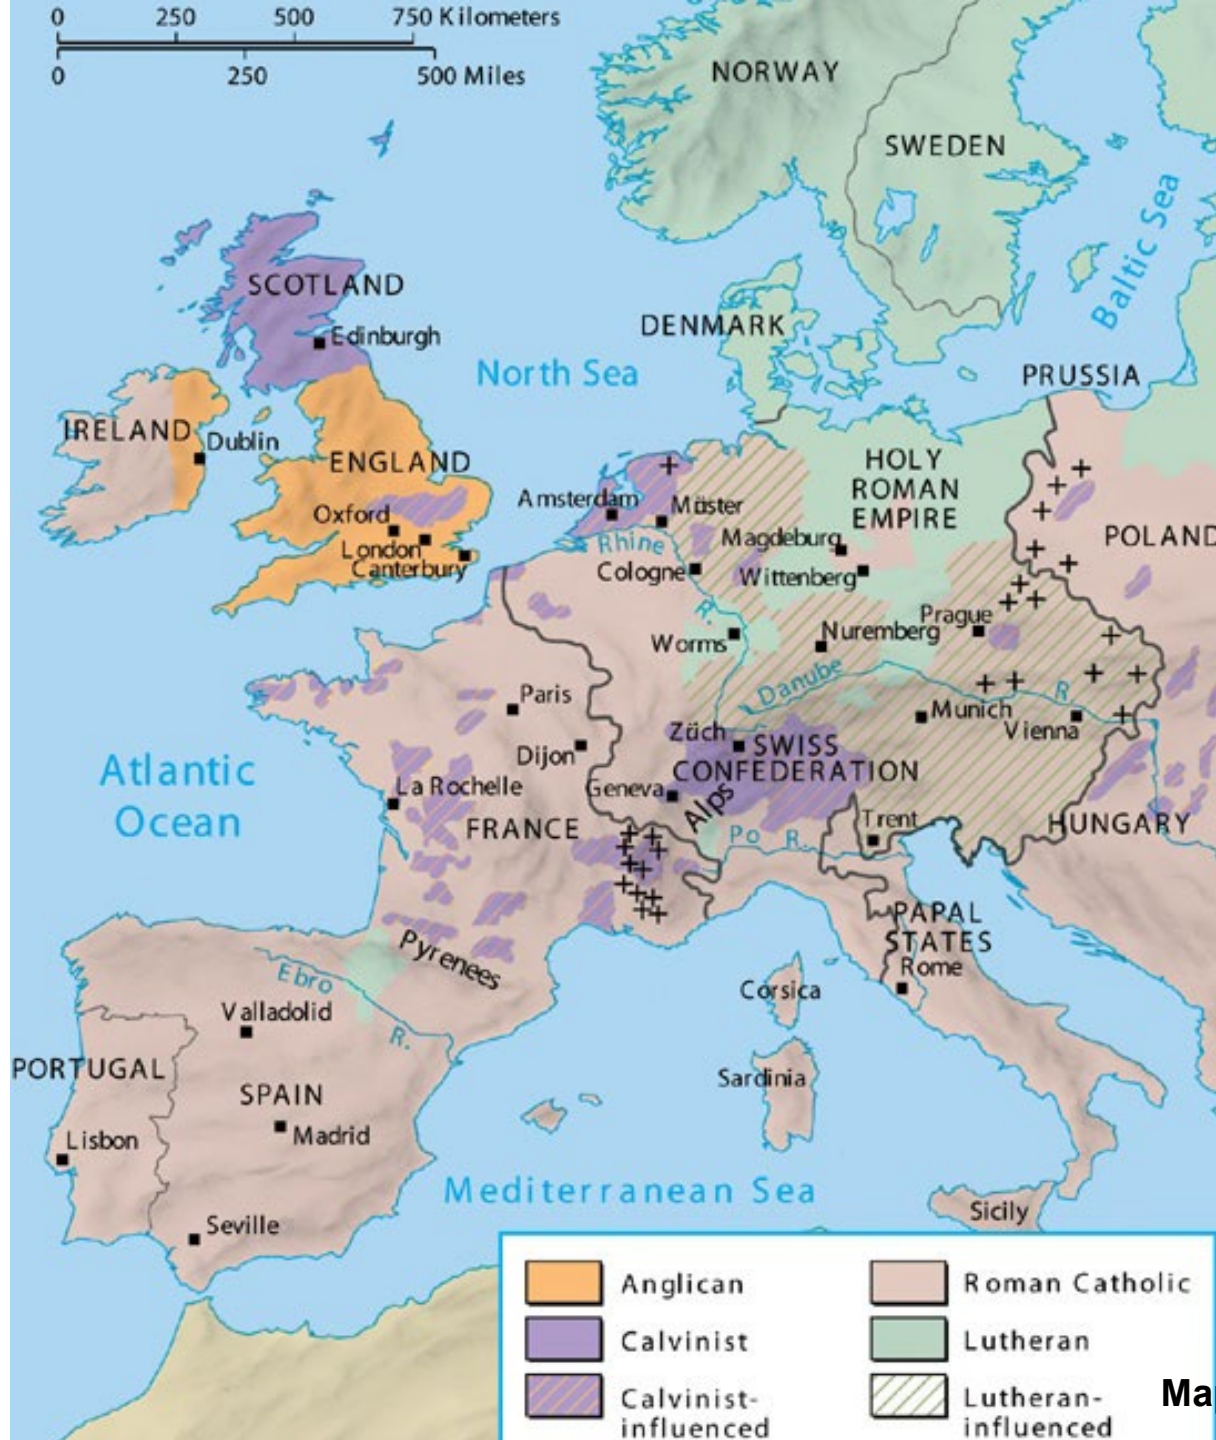 0 250 500 750 Kilometers
0 250 500 Miles
NORWAY
SWEDEN
Baltic Sea
SCOTLAND
Edinburgh
DENMARK
North Sea
PRUSSIA
IRELAND
Dublin
ENGLAND
HOLY
ROMAN
EMPIRE
Amsterdam
Müster
Oxford
London
Canterbury
Rhine
R.
Magdeburg
POLAND
Cologne
Wittenberg
Prague
Worms
Nuremberg
Danube
R
Paris
Munich
Vienna
Dijon
Züch
SWISS
CONFEDERATION
Atlantic
Ocean
La Rochelle
Geneva
Alps
FRANCE
Po R.
Trent
HUNGARY
Pyrenees
PAPAL
STATES
Rome
Ebro
R.
Corsica
Valladolid
PORTUGAL
SPAIN
Sardinia
Madrid
Lisbon
Mediterranean Sea
Sicily
Seville
Anglican
Roman Catholic
Calvinist
Lutheran
Calvinist-
influenced
Lutheran-
influenced
Ma